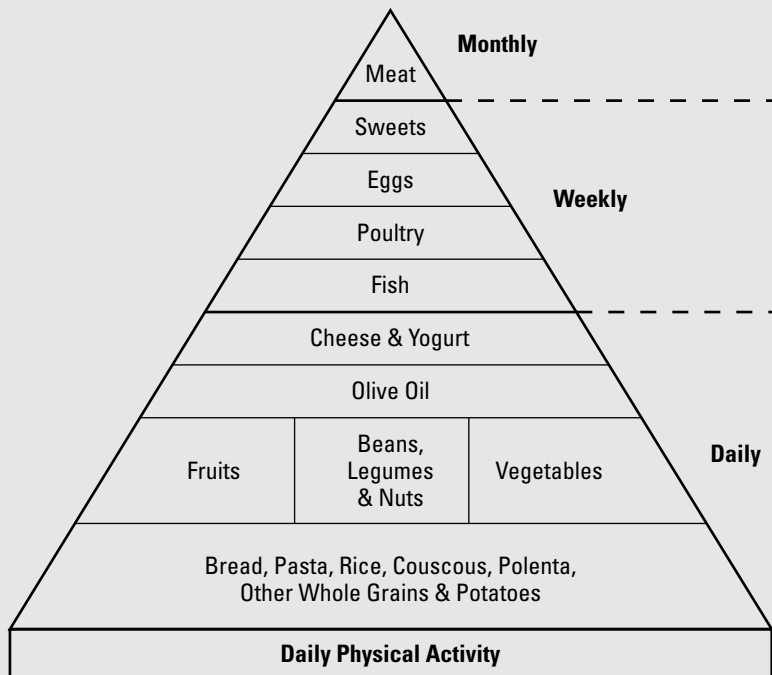 Monthly
Meat
Sweets
Eggs
Weekly
Poultry
Fish
Cheese & Yogurt
Olive Oil
Fruits
Beans,
Legumes
& Nuts
Vegetables
Daily
Bread, Pasta, Rice, Couscous, Polenta,
Other Whole Grains & Potatoes
Daily Physical Activity